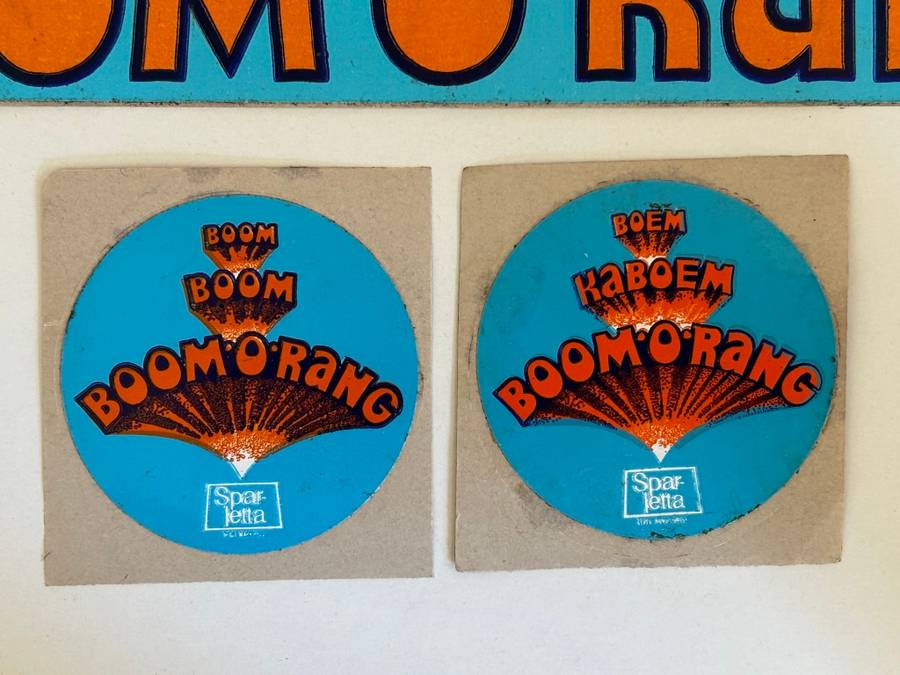 OM·O·Ra
BOOM
BOOM
BOOM·O·RaNG
Spar-
letta
BOEM
KaBOEM
BOOM·O·RaNG
Spar-
letta